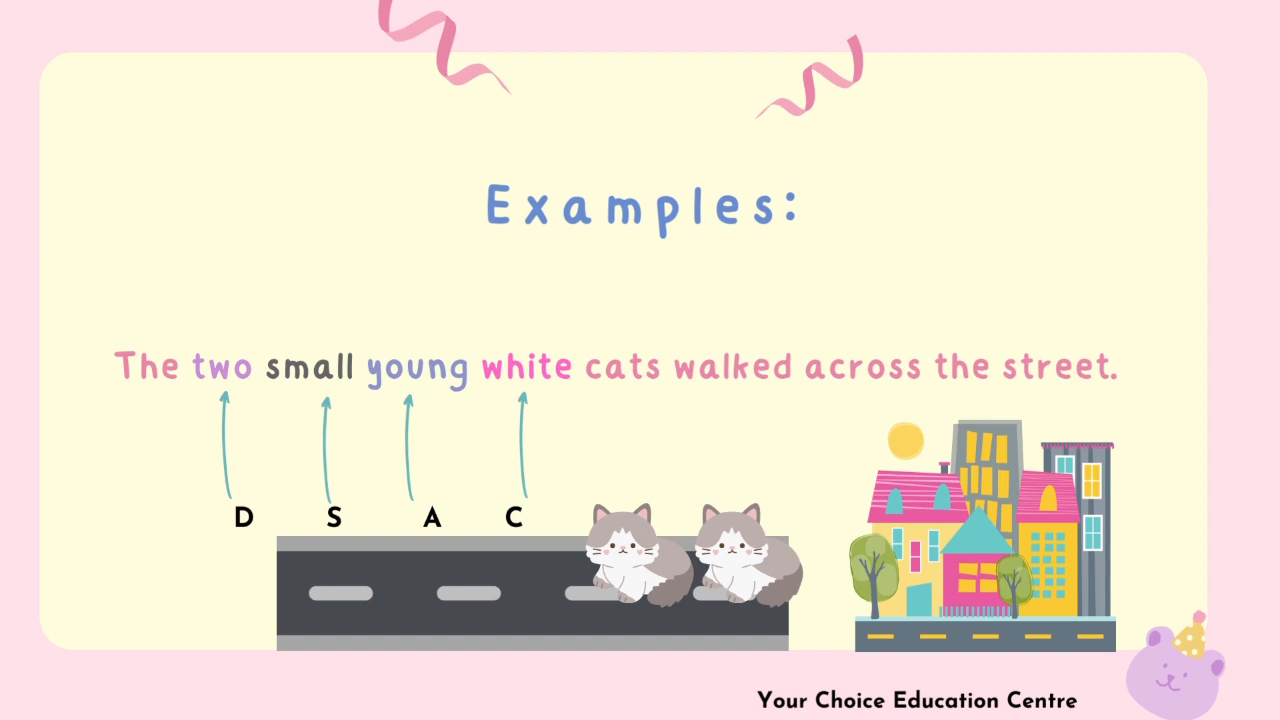 Examples:
The two small young white cats walked across the street.
D S A C
Your Choice Education Centre